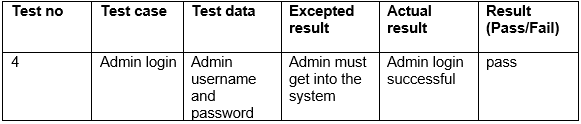 Test no Test case Test data Excepted result Actual result Result (Pass/Fail)
4 Admin login Admin username and password Admin must get into the system Admin login successful pass